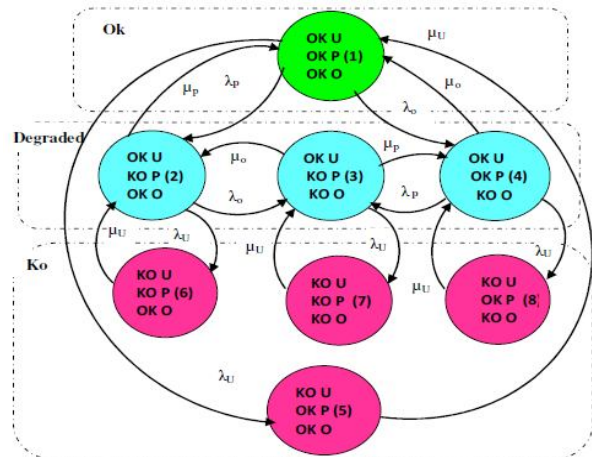 Ok
OK U
OK P (1)
OK O
μU
μP
λP
λo
μo
Degraded
OK U
KO P (2)
OK O
μo
λo
OK U
KO P (3)
KO O
μP
λP
OK U
OK P (4)
KO O
Ko
μU
λU
μU
λU
μU
λU
KO U
KO P (6)
OK O
KO U
KO P (7)
KO O
KO U
OK P (8)
KO O
λU
KO U
OK P (5)
OK O